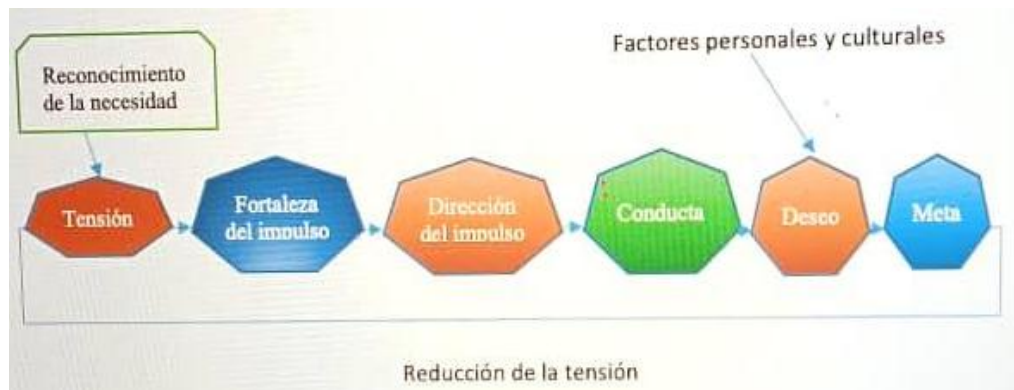 Factores personales y culturales
Reconocimiento
de la necesidad
Tensión
Fortaleza
del impulso
Dirección
del impulso
Conducta
Deseo
Meta
Reducción de la tensión